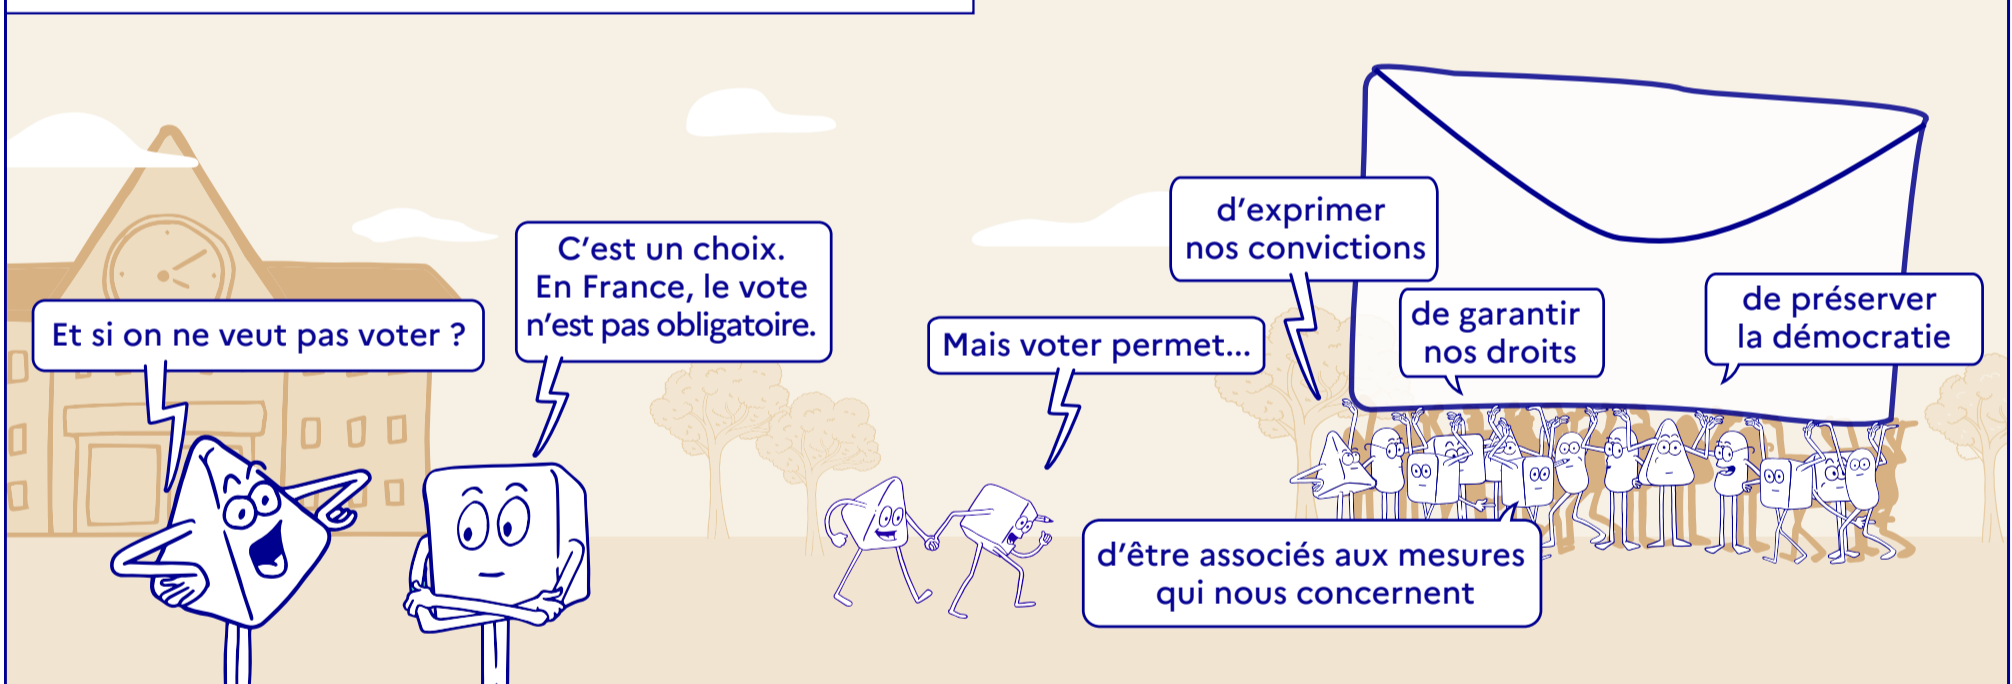 Et si on ne veut pas voter ?
C'est un choix.
En France, le vote
n'est pas obligatoire.
Mais voter permet...
d'exprimer
nos convictions
de garantir
nos droits
de préserver
la démocratie
d'être associés aux mesures
qui nous concernent